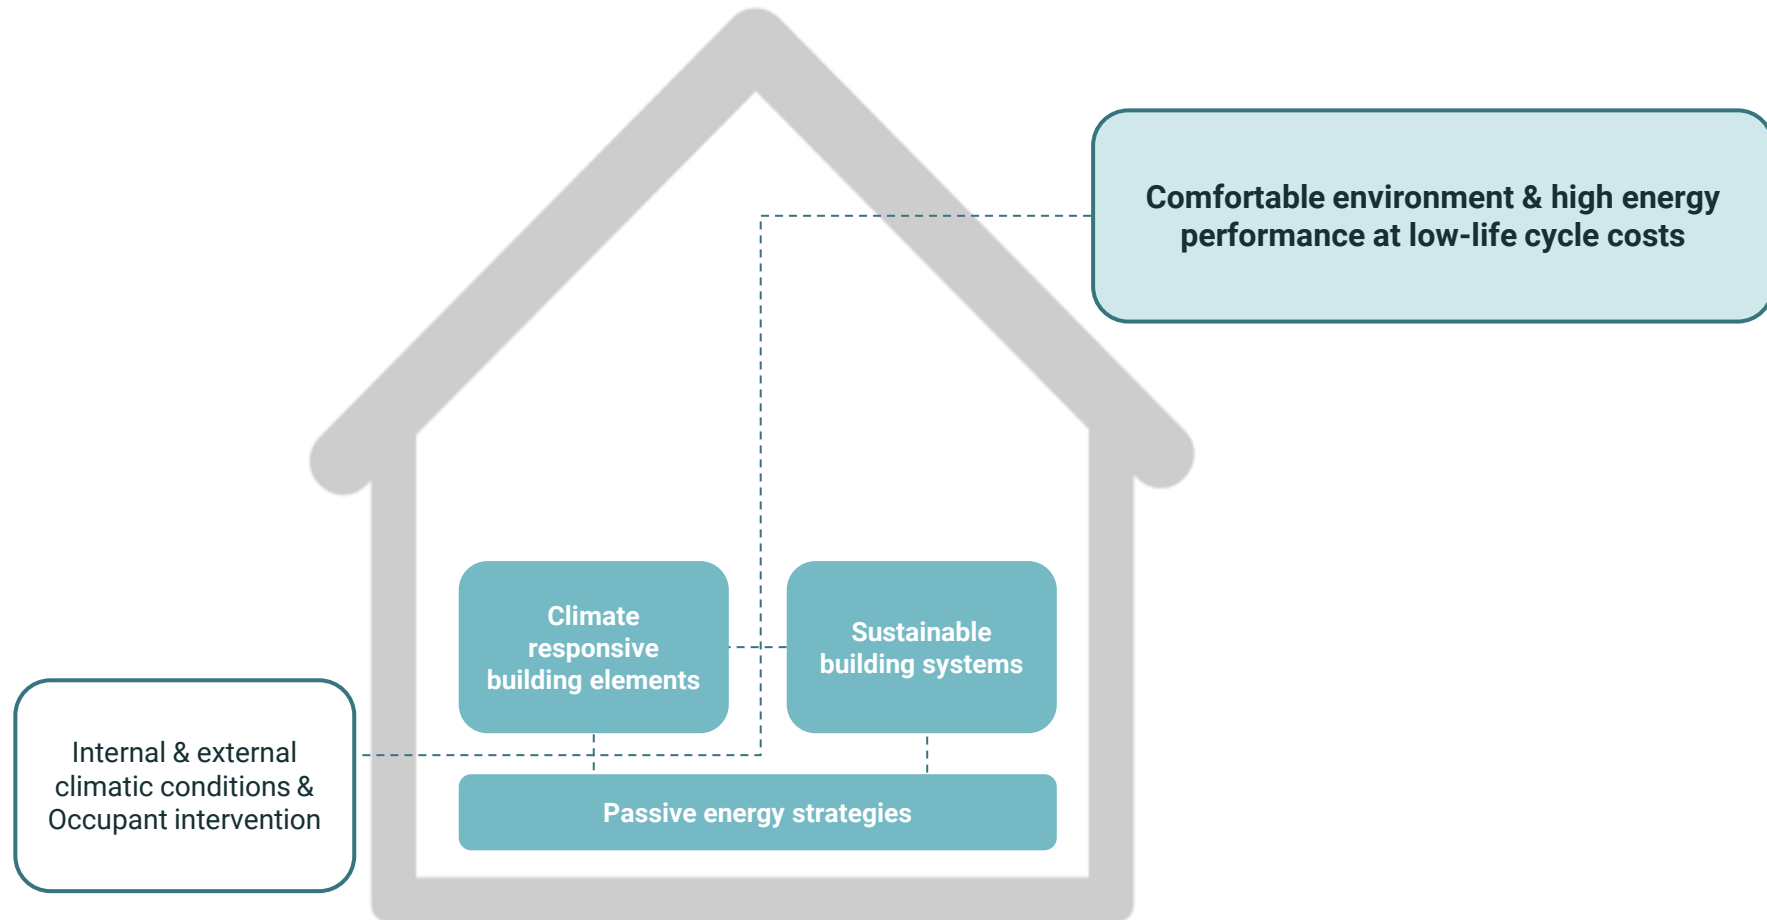 Comfortable environment & high energy
performance at low-life cycle costs
Climate
responsive
building elements
Sustainable
building systems
Internal & external
climatic conditions &
Occupant intervention
Passive energy strategies